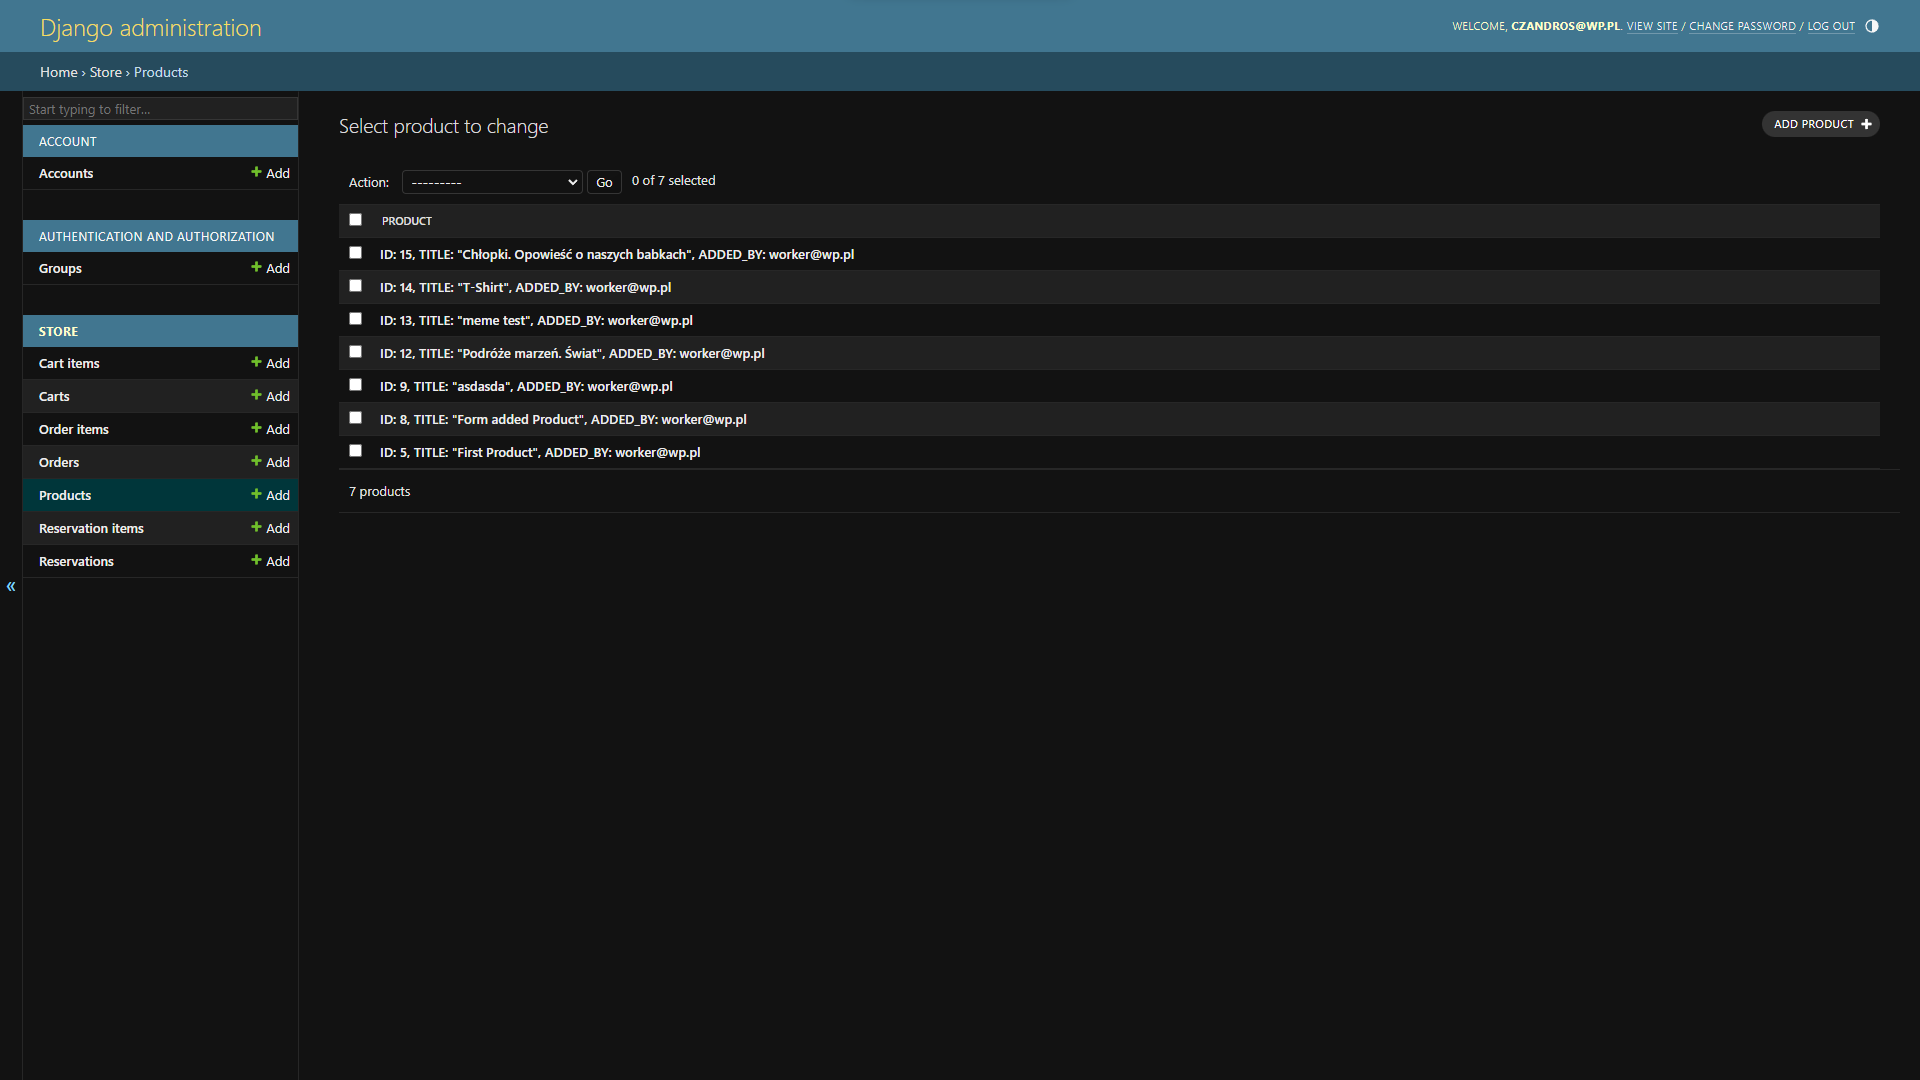 Django administration
WELCOME, CZANDROS@WP.PL. VIEW SITE / CHANGE PASSWORD / LOG OUT
Home › Store › Products
Start typing to filter...
ACCOUNT
Accounts + Add
AUTHENTICATION AND AUTHORIZATION
Groups + Add
STORE
Cart items + Add
Carts + Add
Order items + Add
Orders + Add
Products + Add
Reservation items + Add
Reservations + Add
«
Select product to change
ADD PRODUCT +
Action: --------- Go 0 of 7 selected
PRODUCT
ID: 15, TITLE: "Chłopki. Opowieść o naszych babkach", ADDED_BY: worker@wp.pl
ID: 14, TITLE: "T-Shirt", ADDED_BY: worker@wp.pl
ID: 13, TITLE: "meme test", ADDED_BY: worker@wp.pl
ID: 12, TITLE: "Podróże marzeń. Świat", ADDED_BY: worker@wp.pl
ID: 9, TITLE: "asdasda", ADDED_BY: worker@wp.pl
ID: 8, TITLE: "Form added Product", ADDED_BY: worker@wp.pl
ID: 5, TITLE: "First Product", ADDED_BY: worker@wp.pl
7 products